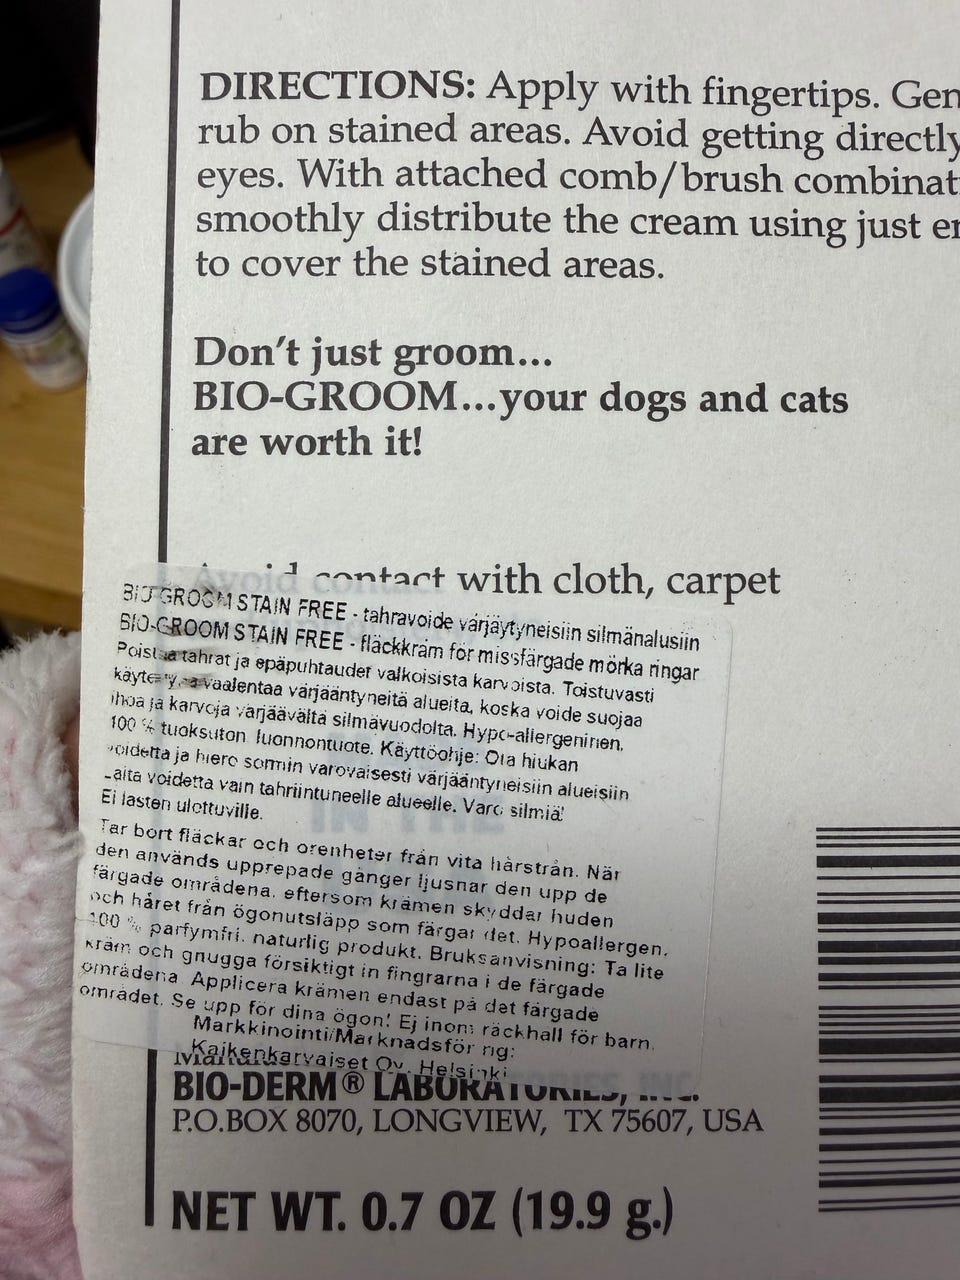 DIRECTIONS: Apply with fingertips. Gen
rub on stained areas. Avoid getting directly
eyes. With attached comb/brush combinat
smoothly distribute the cream using just en
to cover the stained areas.
Don't just groom...
BIO-GROOM...your dogs and cats
are worth it!
Avoid contact with cloth, carpet
BIO-GROOM STAIN FREE - tahravoide värjäytyneisiin silmänalusiin
BIO-GROOM STAIN FREE - fläckkräm för missfärgade mörka ringar
Poistaa tahrat ja epäpuhtaudet valkoisista karvoista. Toistuvasti
käytettynä vaalentaa värjääntyneitä alueita, koska voide suojaa
ihoa ja karvoja värjäävältä silmävuodolta. Hypo-allergeninen,
100 % tuoksuton luonnontuote. Käyttöohje: Ota hiukan
voidetta ja hiero sormin varovaisesti värjääntyneisiin alueisiin
Laita voidetta vain tahriintuneelle alueelle. Varo silmiä!
Ei lasten ulottuville.
Tar bort fläckar och orenheter från vita hårstrån. När
den används upprepade gånger ljusnar den upp de
färgade områdena, eftersom krämen skyddar huden
och håret från ögonutsläpp som färgar det. Hypoallergen,
100 % parfymfri, naturlig produkt. Bruksanvisning: Ta lite
kräm och gnugga försiktigt in fingrarna i de färgade
områdena. Applicera krämen endast på det färgade
området. Se upp för dina ögon! Ej inom räckhåll för barn.
Markkinointi/Marknadsföring:
Kaikenkarvaiset Oy, Helsinki
BIO-DERM® LABORATORIES, INC.
P.O.BOX 8070, LONGVIEW, TX 75607, USA
NET WT. 0.7 OZ (19.9 g.)